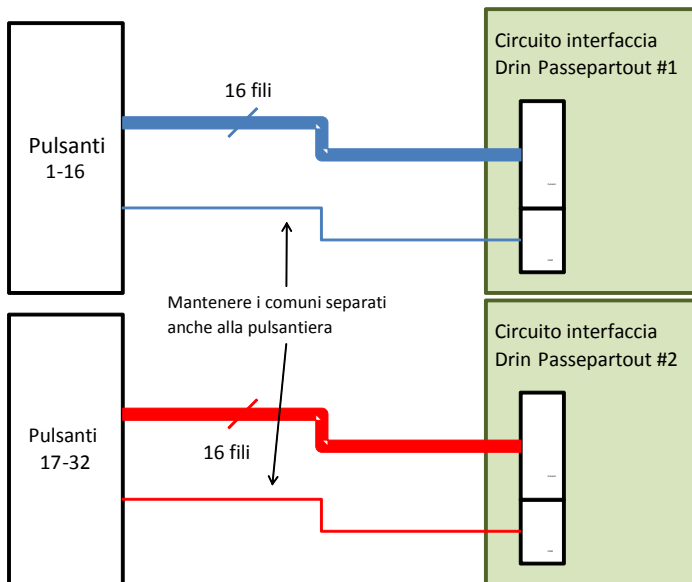 Circuito interfaccia
Drin Passepartout #1
16 fili
Pulsanti
1-16
Mantenere i comuni separati
anche alla pulsantiera
Circuito interfaccia
Drin Passepartout #2
Pulsanti
17-32
16 fili